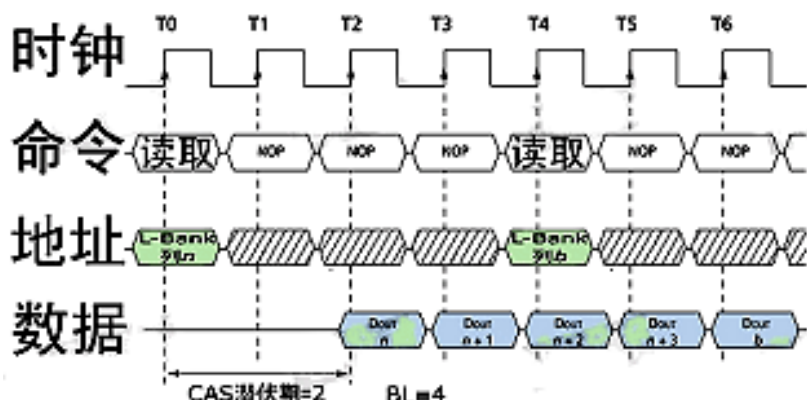 T0 T1 T2 T3 T4 T5 T6
时钟
命令 读取 NOP NOP NOP 读取 NOP NOP
地址 L-Bank L-Bank
列n 列b
数据 Dout Dout Dout Dout Dout
n n+1 n+2 n+3 b
CAS潜伏期=2 BL=4